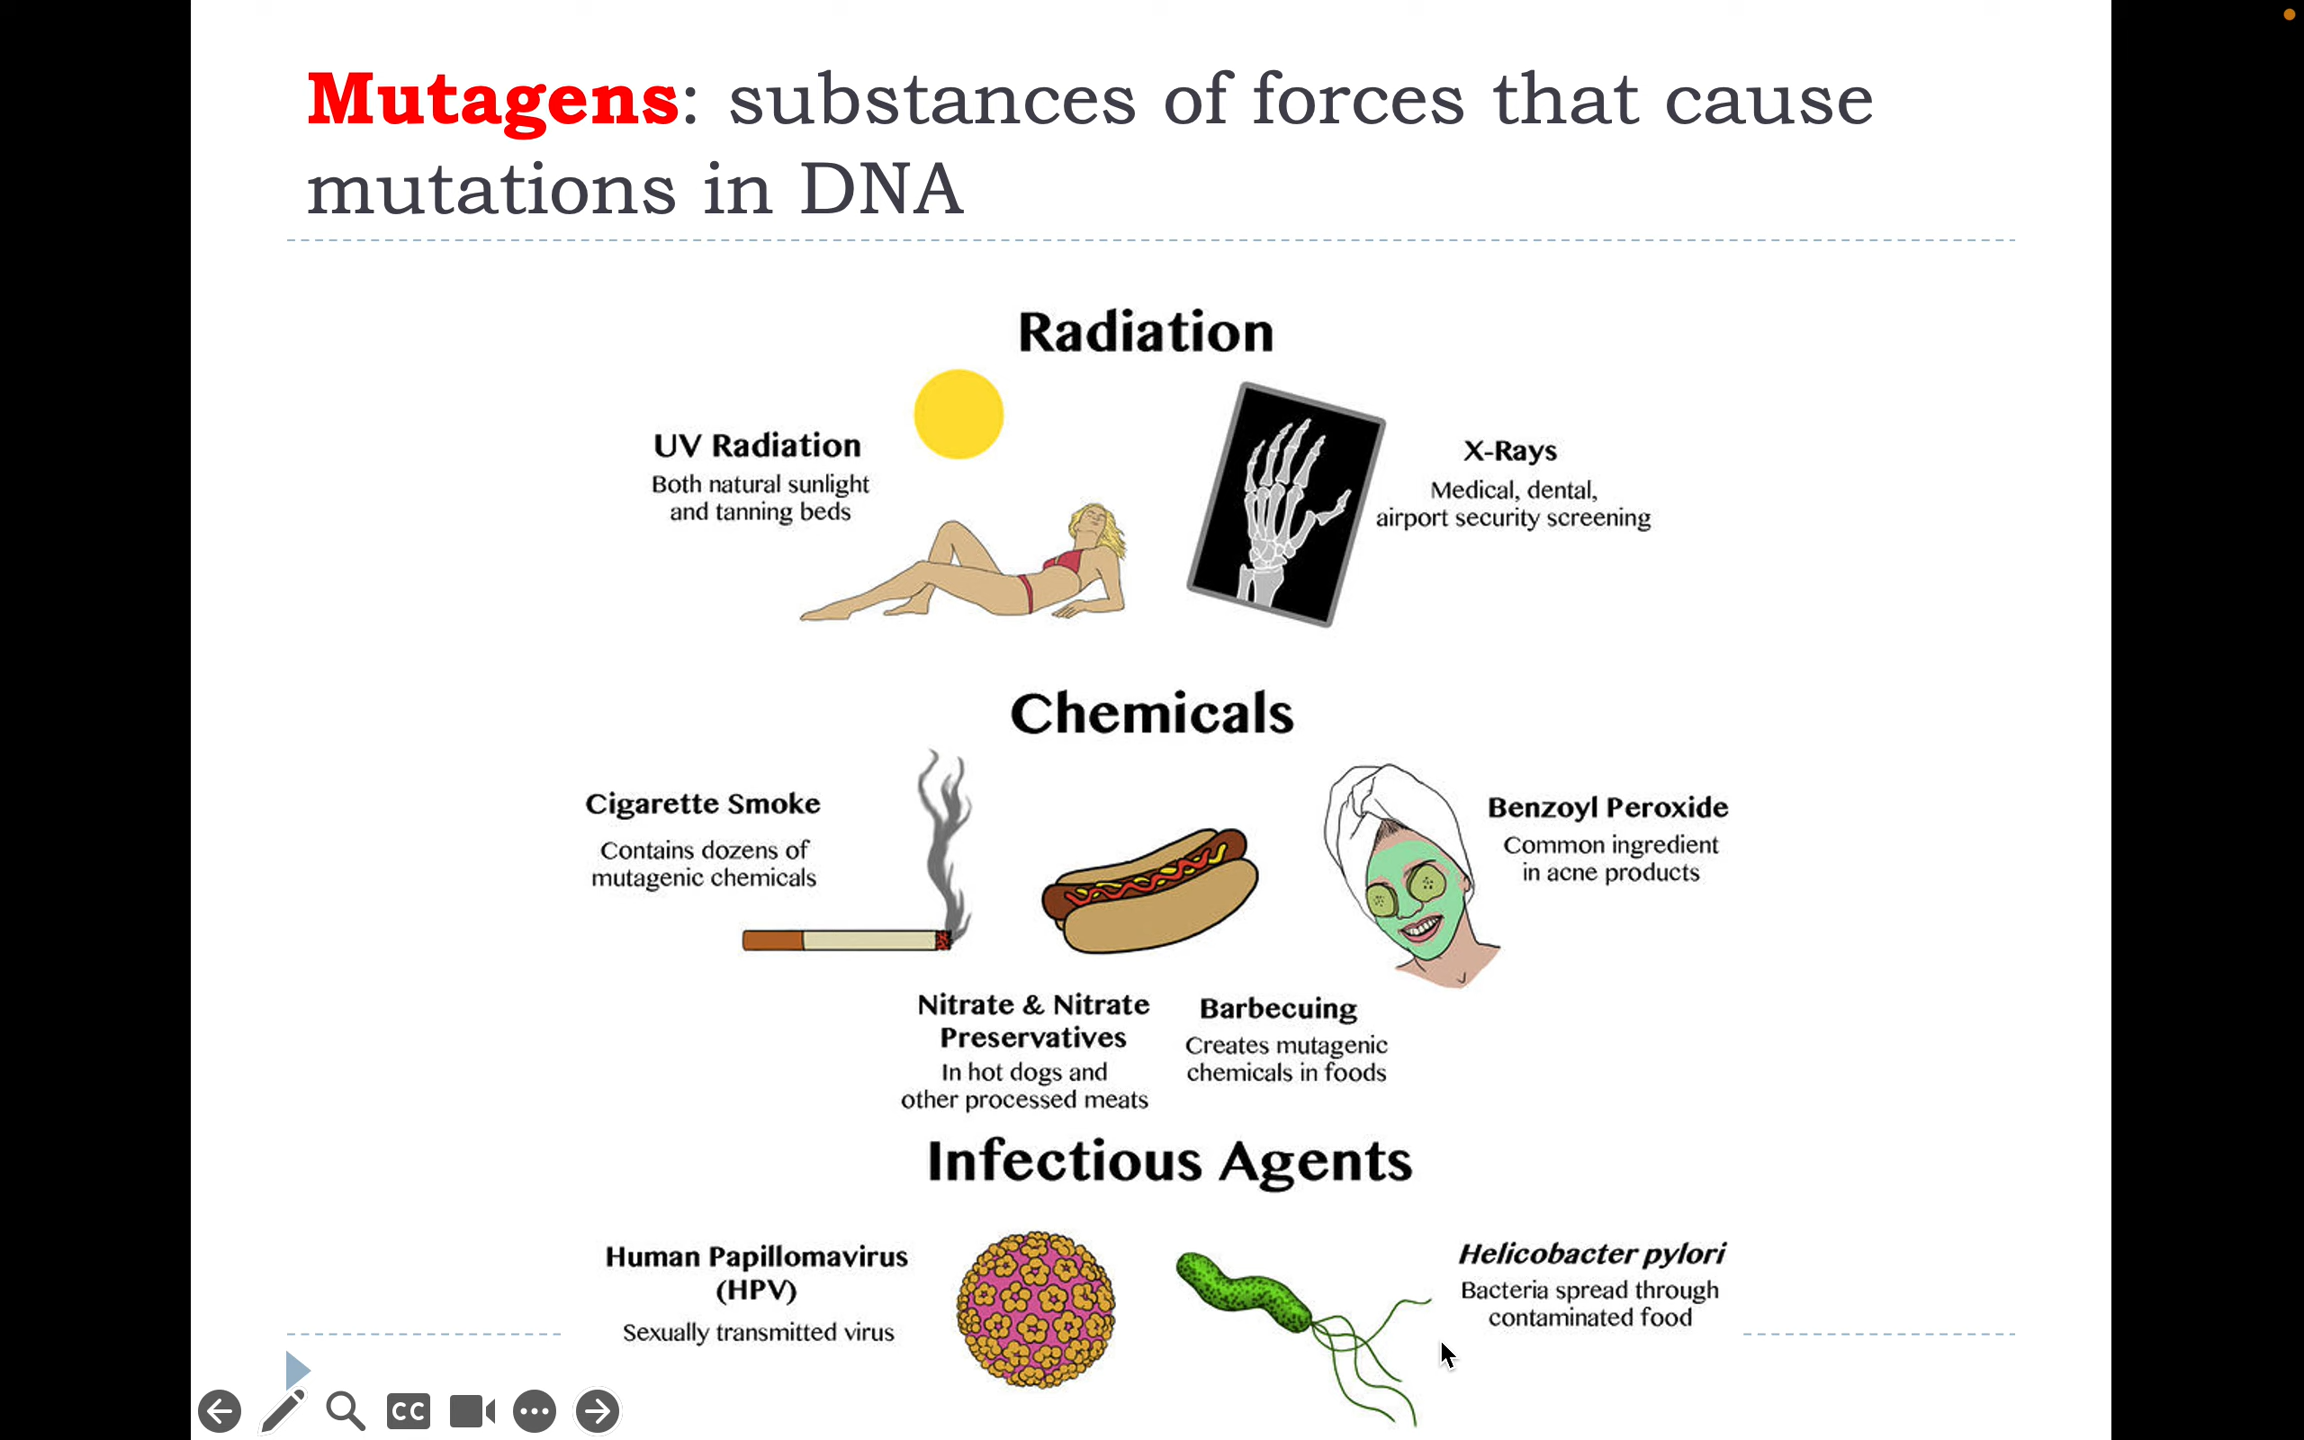 Mutagens: substances of forces that cause
mutations in DNA
Radiation
UV Radiation
Both natural sunlight
and tanning beds
X-Rays
Medical, dental,
airport security screening
Chemicals
Cigarette Smoke
Contains dozens of
mutagenic chemicals
Benzoyl Peroxide
Common ingredient
in acne products
Nitrate & Nitrate
Preservatives
In hot dogs and
other processed meats
Barbecuing
Creates mutagenic
chemicals in foods
Infectious Agents
Human Papillomavirus
(HPV)
Sexually transmitted virus
Helicobacter pylori
Bacteria spread through
contaminated food
CC